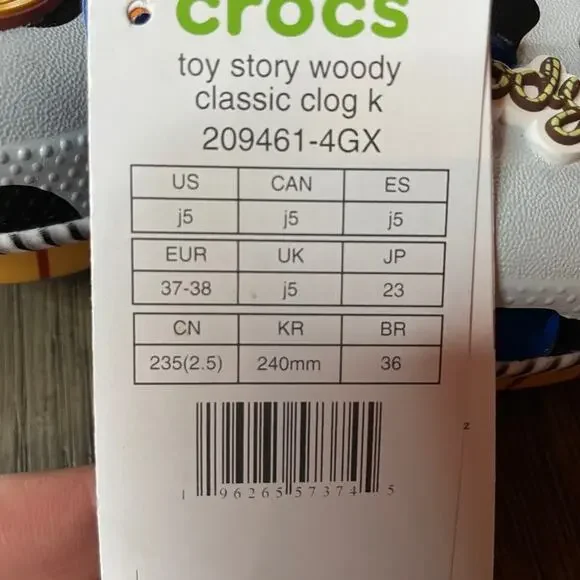 crocs
toy story woody
classic clog k
209461-4GX
US CAN ES
j5 j5 j5
EUR UK JP
37-38 j5 23
CN KR BR
235(2.5) 240mm 36
1 96265 57374 5
z